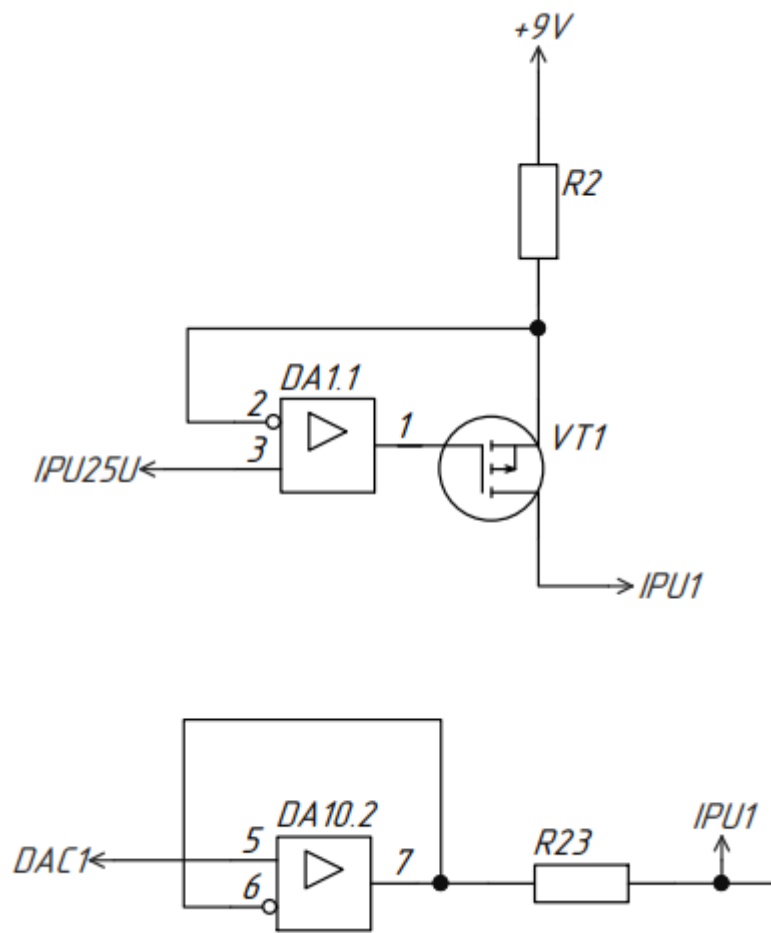 +9V
R2
DA1.1
2
1
VT1
3
IPU25U
IPU1
DA10.2
5
R23
IPU1
DAC1
7
6